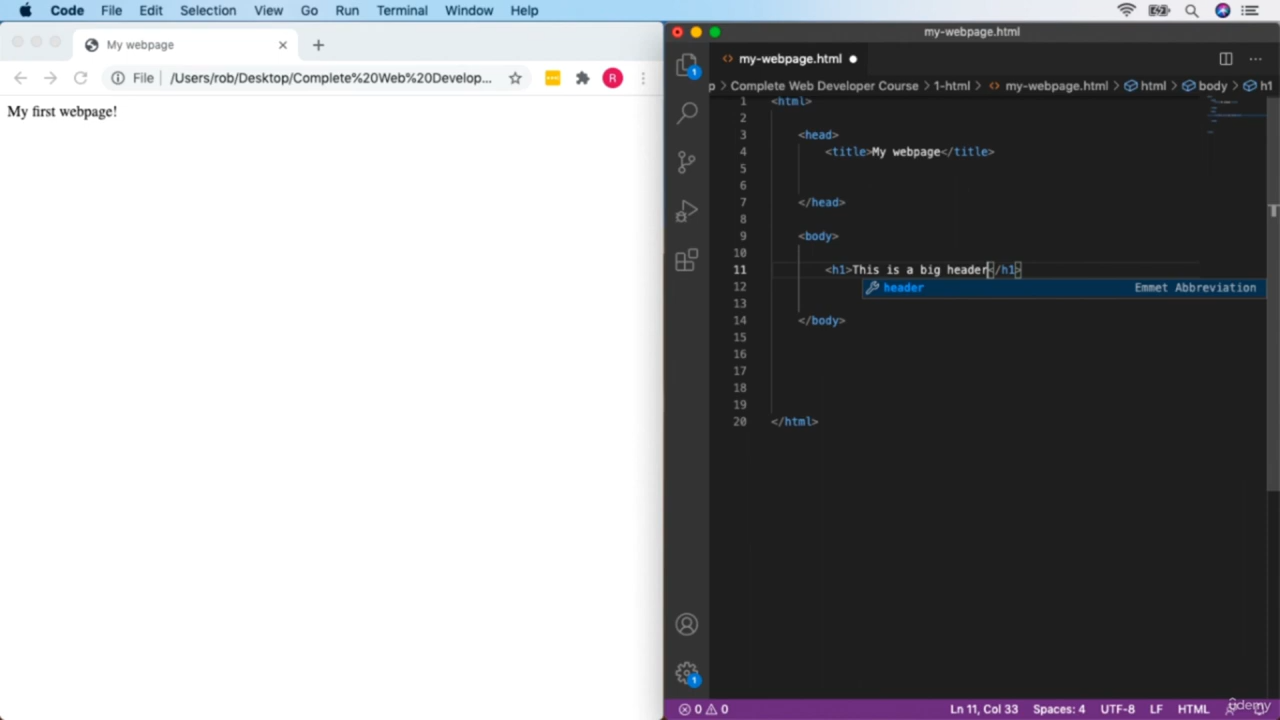 Code File Edit Selection View Go Run Terminal Window Help
My webpage
File /Users/rob/Desktop/Complete%20Web%20Develop... R
My first webpage!
my-webpage.html
my-webpage.html
p > Complete Web Developer Course > 1-html > my-webpage.html > html > body > h1
1 <html>
2
3 <head>
4 <title>My webpage</title>
5
6
7 </head>
8
9 <body>
10
11 <h1>This is a big header</h1>
header Emmet Abbreviation
12
13
14 </body>
15
16
17
18
19
20 </html>
1
1
0 0 Ln 11, Col 33 Spaces: 4 UTF-8 LF HTML
ûdemy